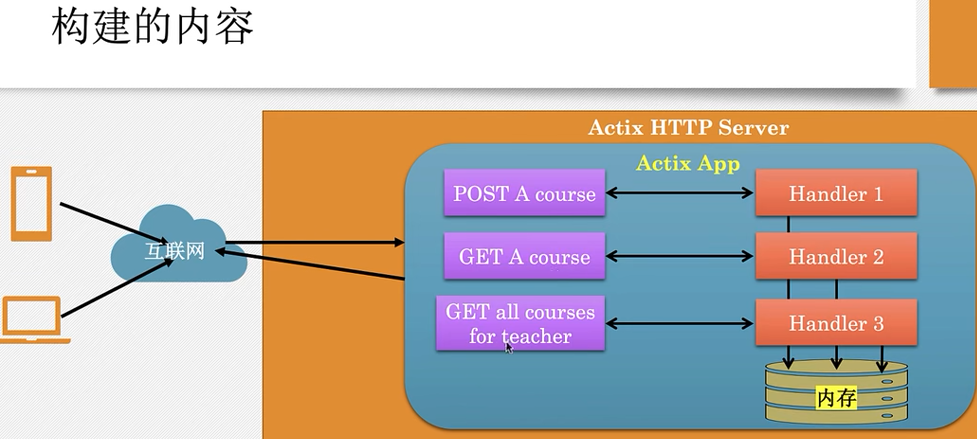 构建的内容
Actix HTTP Server
Actix App
POST A course
Handler 1
互联网
GET A course
Handler 2
GET all courses
for teacher
Handler 3
内存